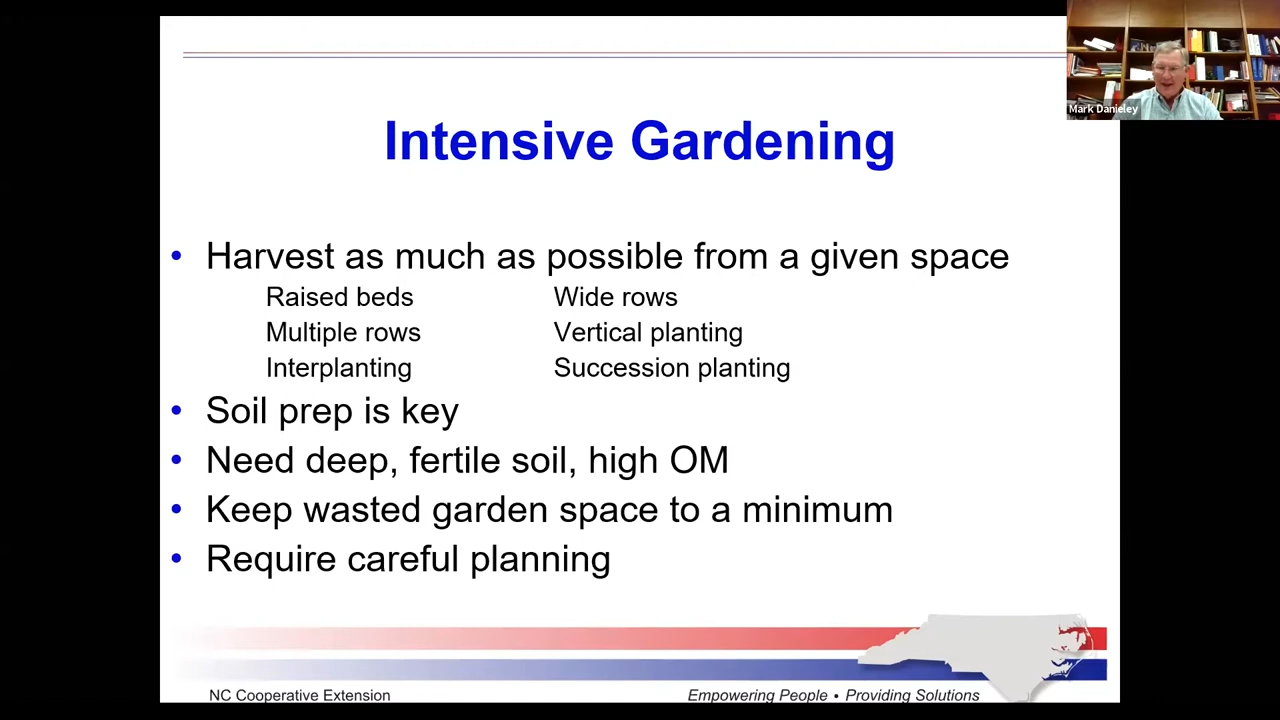 Mark Danieley
Intensive Gardening
• Harvest as much as possible from a given space
Raised beds Wide rows
Multiple rows Vertical planting
Interplanting Succession planting
• Soil prep is key
• Need deep, fertile soil, high OM
• Keep wasted garden space to a minimum
• Require careful planning
NC Cooperative Extension Empowering People • Providing Solutions